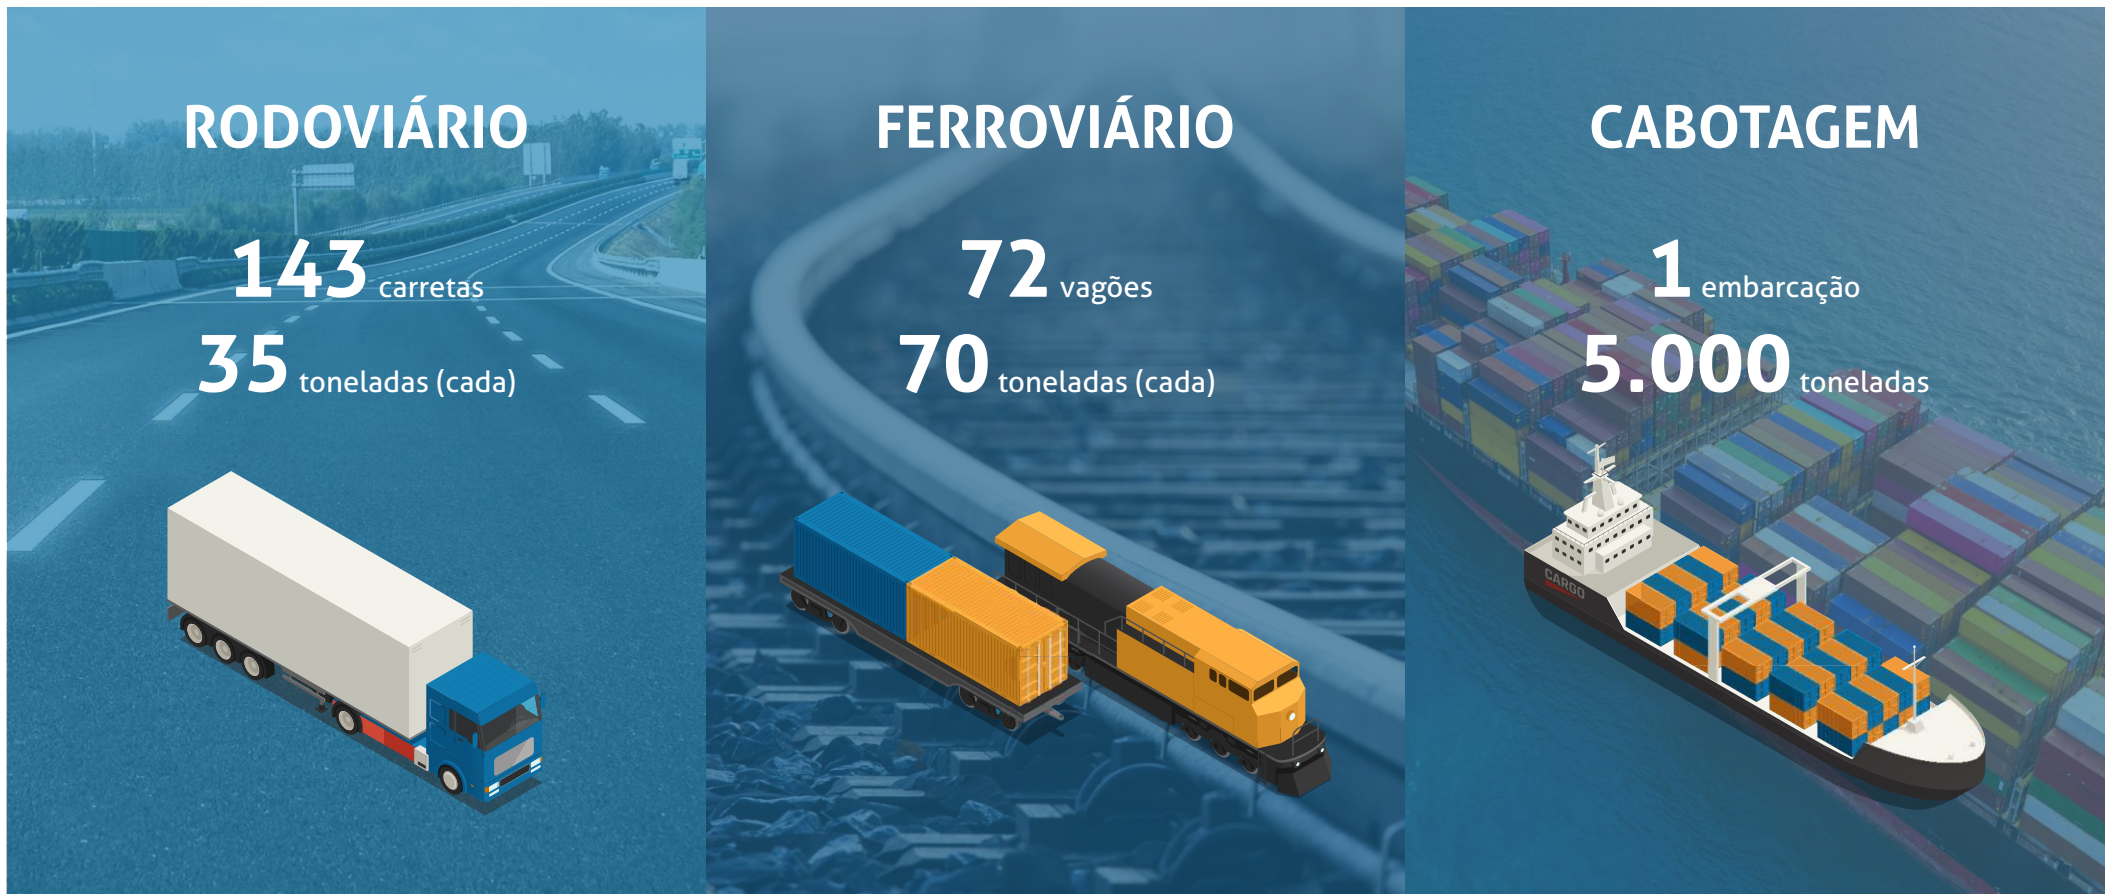 RODOVIÁRIO
143 carretas
35 toneladas (cada)
FERROVIÁRIO
72 vagões
70 toneladas (cada)
CABOTAGEM
1 embarcação
5.000 toneladas
CARGO